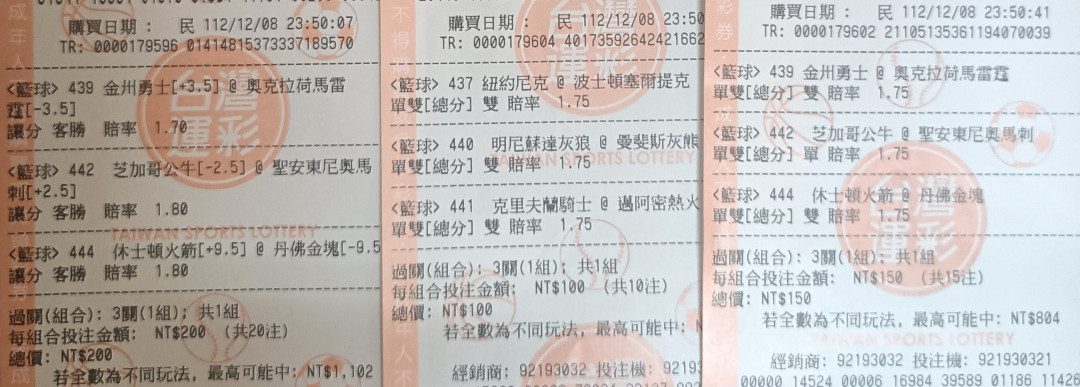 購買日期： 民 112/12/08 23:50:07
TR: 0000179596 01414815373337189570
<籃球> 439 金州勇士[+3.5] @ 奧克拉荷馬雷
霆[-3.5]
讓分 客勝 賠率 1.70
<籃球> 442 芝加哥公牛[-2.5] @ 聖安東尼奧馬
刺[+2.5]
讓分 客勝 賠率 1.80
<籃球> 444 休士頓火箭[+9.5] @ 丹佛金塊[-9.5
讓分 客勝 賠率 1.80
過關(組合): 3關(1組); 共1組
每組合投注金額: NT$200 (共20注)
總價: NT$200
若全數為不同玩法, 最高可能中: NT$1,102
台灣
運彩
TAIWAN SPORTS LOTTERY
成年人
購買日期： 民 112/12/08 23:50
TR: 0000179604 4017359264242166
<籃球> 437 紐約尼克 @ 波士頓塞爾提克
單雙[總分] 雙 賠率 1.75
<籃球> 440 明尼蘇達灰狼 @ 曼斐斯灰熊
單雙[總分] 雙 賠率 1.75
<籃球> 441 克里夫蘭騎士 @ 邁阿密熱火
單雙[總分] 雙 賠率 1.75
過關(組合): 3關(1組); 共1組
每組合投注金額: NT$100 (共10注)
總價: NT$100
若全數為不同玩法, 最高可能中:
經銷商: 92193032 投注機: 92193
台灣
運彩
SPORTS LOTTERY
不得
購買日期： 民 112/12/08 23:50:41
TR: 0000179602 21105135361194070039
<籃球> 439 金州勇士 @ 奧克拉荷馬雷霆
單雙[總分] 雙 賠率 1.75
<籃球> 442 芝加哥公牛 @ 聖安東尼奧馬刺
單雙[總分] 單 賠率 1.75
<籃球> 444 休士頓火箭 @ 丹佛金塊
單雙[總分] 雙 賠率 1.75
過關(組合): 3關(1組); 共1組
每組合投注金額: NT$150 (共15注)
總價: NT$150
若全數為不同玩法, 最高可能中: NT$804
經銷商: 92193032 投注機: 921930321
00000 14524 00006 16984 39589 01186 11426
台灣
運彩
TAIWAN SPORTS LOTTERY
彩券